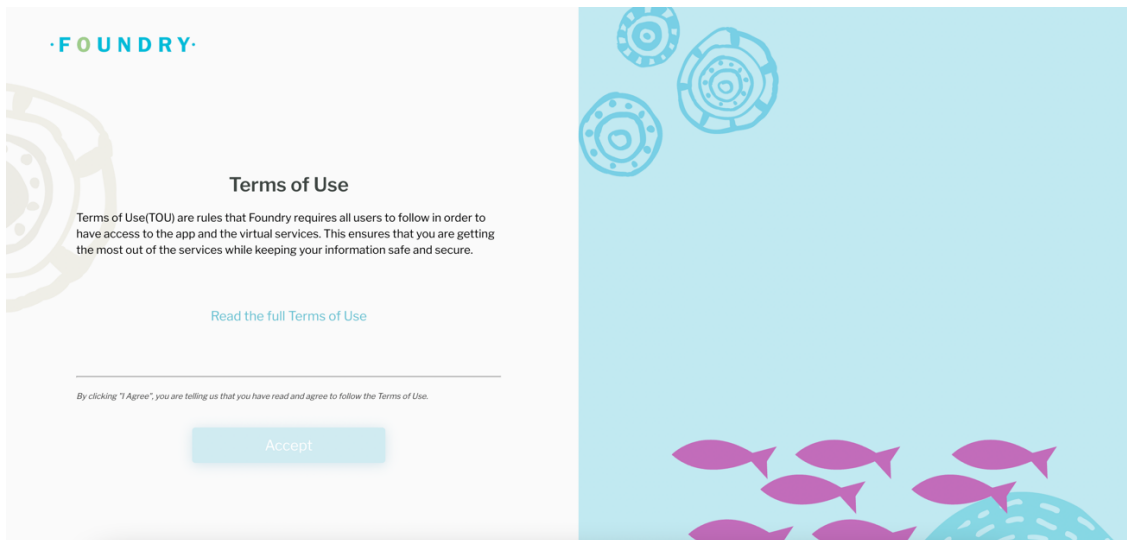 ·FOUNDRY·
Terms of Use
Terms of Use(TOU) are rules that Foundry requires all users to follow in order to
have access to the app and the virtual services. This ensures that you are getting
the most out of the services while keeping your information safe and secure.
Read the full Terms of Use
By clicking "I Agree", you are telling us that you have read and agree to follow the Terms of Use.
Accept